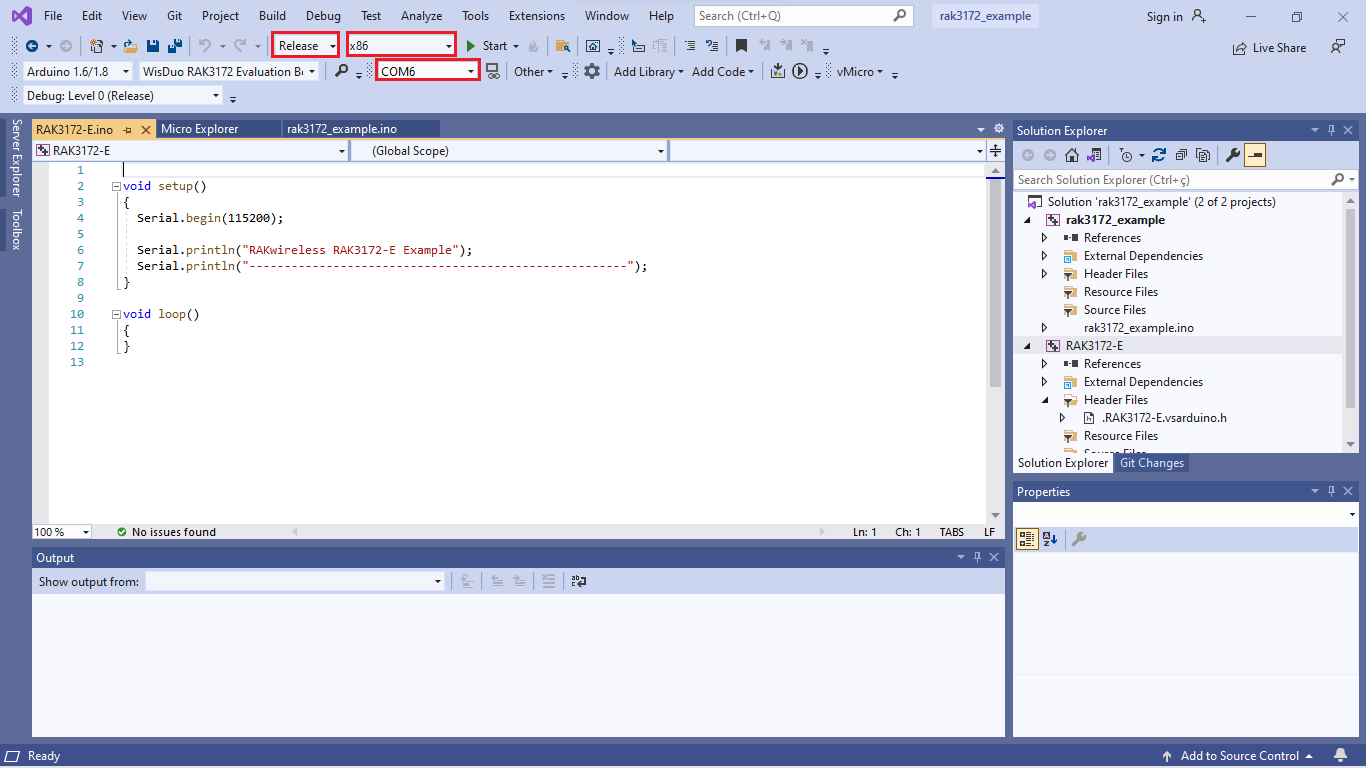 File Edit View Git Project Build Debug Test Analyze Tools Extensions Window Help Search (Ctrl+Q) rak3172_example Sign in
Release x86 Start Live Share
Arduino 1.6/1.8 WisDuo RAK3172 Evaluation Bo COM6 Other Add Library Add Code vMicro
Debug: Level 0 (Release)
Server Explorer
Toolbox
RAK3172-E.ino Micro Explorer rak3172_example.ino
RAK3172-E (Global Scope)
1
2 void setup()
3 {
4 Serial.begin(115200);
5
6 Serial.println("RAKwireless RAK3172-E Example");
7 Serial.println("------------------------------------------------------");
8 }
9
10 void loop()
11 {
12 }
13
100 % No issues found Ln: 1 Ch: 1 TABS LF
Output
Show output from:
Solution Explorer
Search Solution Explorer (Ctrl+ç)
Solution 'rak3172_example' (2 of 2 projects)
rak3172_example
References
External Dependencies
Header Files
Resource Files
Source Files
rak3172_example.ino
RAK3172-E
References
External Dependencies
Header Files
.RAK3172-E.vsarduino.h
Resource Files
Source Files
Solution Explorer Git Changes
Properties
Ready Add to Source Control